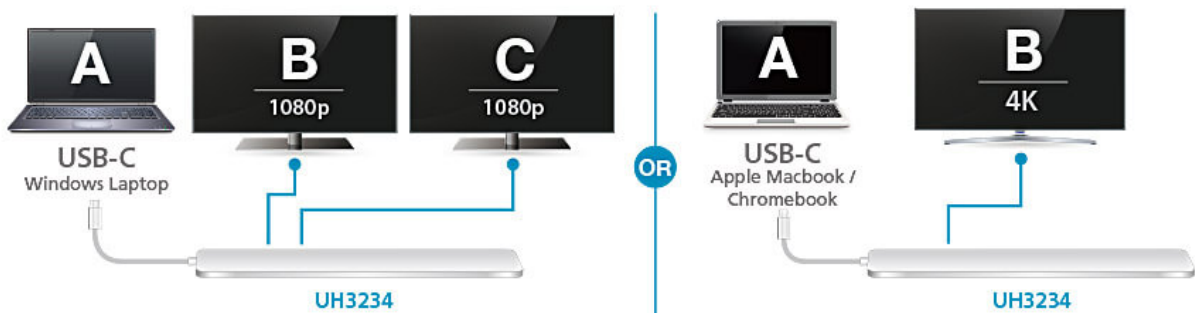 A
B
1080p
C
1080p
USB-C
Windows Laptop
UH3234
OR
A
B
4K
USB-C
Apple Macbook /
Chromebook
UH3234